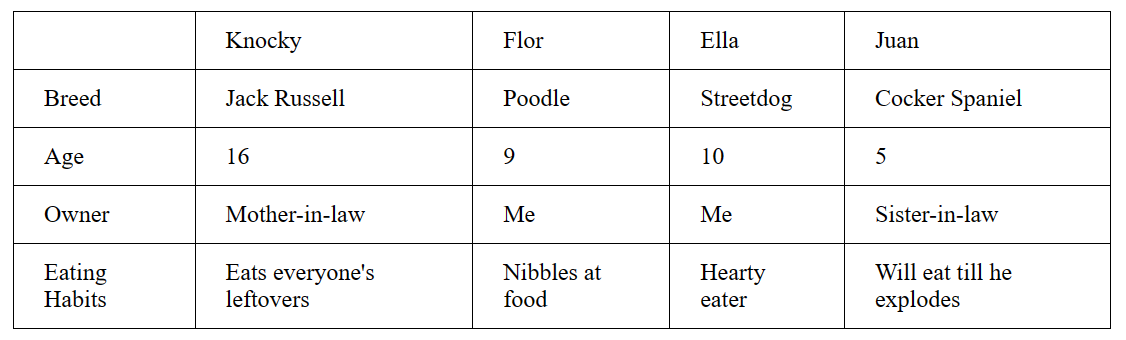 Knocky Flor Ella Juan
Breed Jack Russell Poodle Streetdog Cocker Spaniel
Age 16 9 10 5
Owner Mother-in-law Me Me Sister-in-law
Eating Eats everyone's Nibbles at Hearty Will eat till he
Habits leftovers food eater explodes